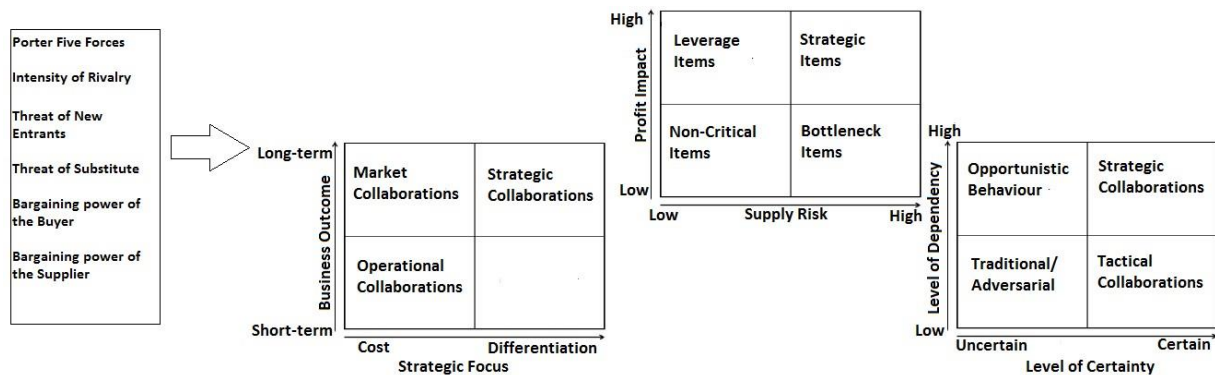 Porter Five Forces
Intensity of Rivalry
Threat of New
Entrants
Threat of Substitute
Bargaining power of
the Buyer
Bargaining power of
the Supplier
Long-term
Business Outcome
Short-term
Market
Collaborations
Strategic
Collaborations
Operational
Collaborations
Cost
Differentiation
Strategic Focus
High
Profit Impact
Low
Leverage
Items
Strategic
Items
Non-Critical
Items
Bottleneck
Items
Low
Supply Risk
High
High
Level of Dependency
Low
Opportunistic
Behaviour
Strategic
Collaborations
Traditional/
Adversarial
Tactical
Collaborations
Uncertain
Certain
Level of Certainty